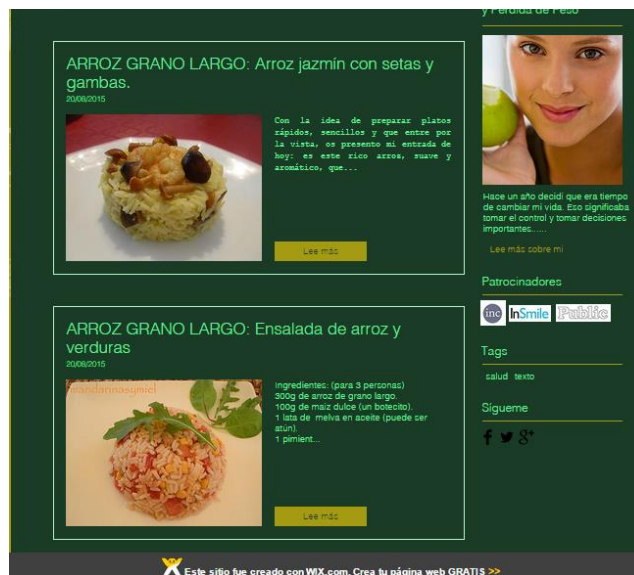 ARROZ GRANO LARGO: Arroz jazmín con setas y
gambas.
20/08/2015
Con la idea de preparar platos
rápidos, sencillos y que entre por
la vista, os presento mi entrada de
hoy: es este rico arroz, suave y
aromático, que...
Lee más
ARROZ GRANO LARGO: Ensalada de arroz y
verduras
20/08/2015
mandarinasymiel
Ingredientes: (para 3 personas)
300g de arroz de grano largo.
100g de maiz dulce (un botecito).
1 lata de melva en aceite (puede ser
atún).
1 pimient...
Lee más
y Pérdida de Peso
Hace un año decidí que era tiempo
de cambiar mi vida. Eso significaba
tomar el control y tomar decisiones
importantes......
Lee más sobre mi
Patrocinadores
inc InSmile Public
Tags
salud texto
Sígueme
Este sitio fue creado con WIX.com. Crea tu página web GRATIS >>